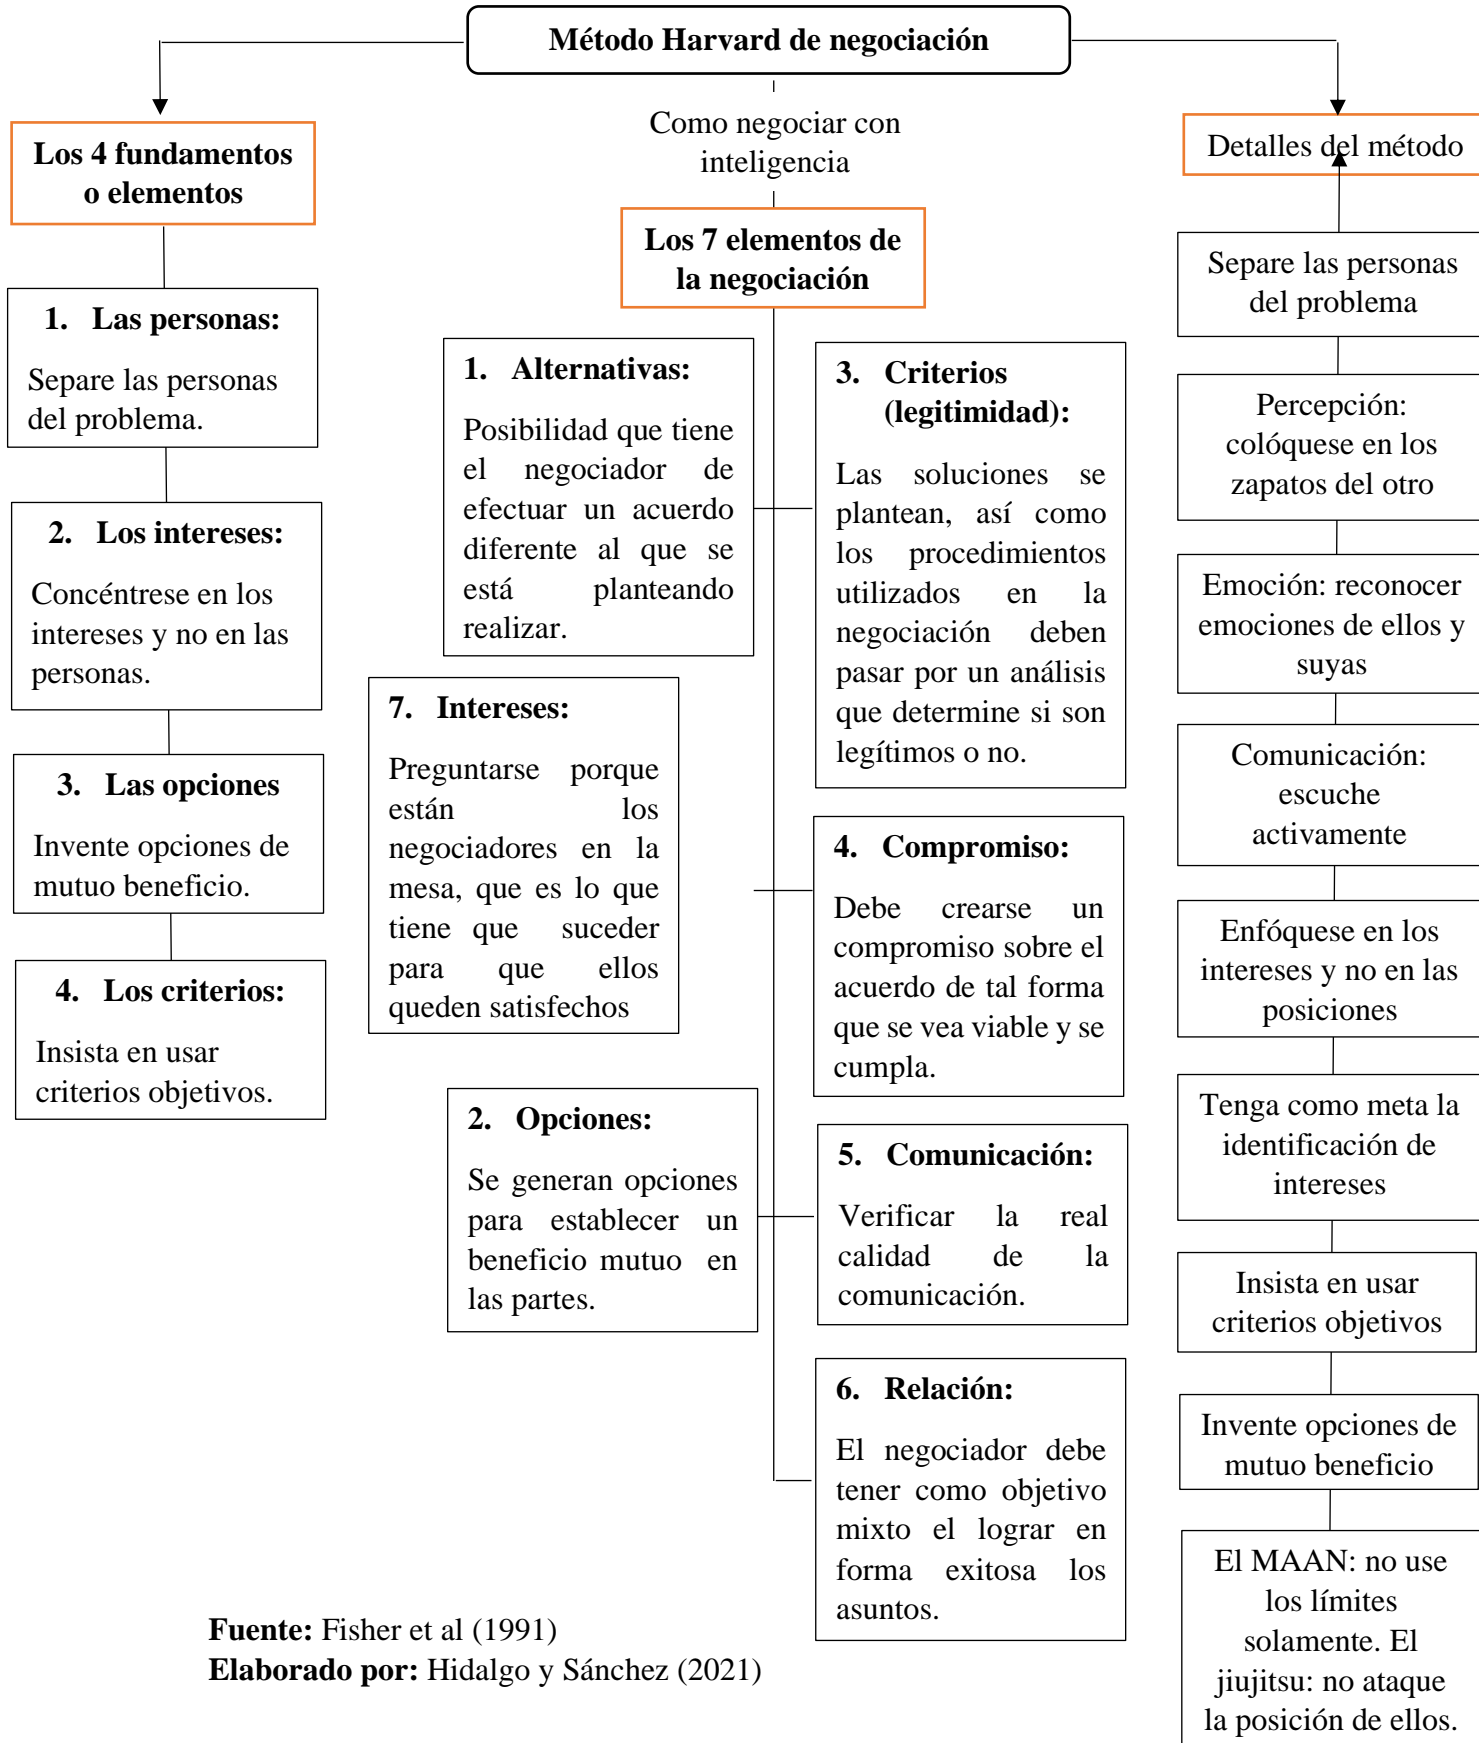 Método Harvard de negociación
Los 4 fundamentos
o elementos
1. Las personas:
Separe las personas
del problema.
2. Los intereses:
Concéntrese en los
intereses y no en las
personas.
3. Las opciones
Invente opciones de
mutuo beneficio.
4. Los criterios:
Insista en usar
criterios objetivos.
Como negociar con
inteligencia
Los 7 elementos de
la negociación
1. Alternativas:
Posibilidad que tiene
el negociador de
efectuar un acuerdo
diferente al que se
está planteando
realizar.
7. Intereses:
Preguntarse porque
están los
negociadores en la
mesa, que es lo que
tiene que suceder
para que ellos
queden satisfechos
2. Opciones:
Se generan opciones
para establecer un
beneficio mutuo en
las partes.
3. Criterios
(legitimidad):
Las soluciones se
plantean, así como
los procedimientos
utilizados en la
negociación deben
pasar por un análisis
que determine si son
legítimos o no.
4. Compromiso:
Debe crearse un
compromiso sobre el
acuerdo de tal forma
que se vea viable y se
cumpla.
5. Comunicación:
Verificar la real
calidad de la
comunicación.
6. Relación:
El negociador debe
tener como objetivo
mixto el lograr en
forma exitosa los
asuntos.
Detalles del método
Separe las personas
del problema
Percepción:
colóquese en los
zapatos del otro
Emoción: reconocer
emociones de ellos y
suyas
Comunicación:
escuche
activamente
Enfóquese en los
intereses y no en las
posiciones
Tenga como meta la
identificación de
intereses
Insista en usar
criterios objetivos
Invente opciones de
mutuo beneficio
El MAAN: no use
los límites
solamente. El
jiujitsu: no ataque
la posición de ellos.
Fuente: Fisher et al (1991)
Elaborado por: Hidalgo y Sánchez (2021)